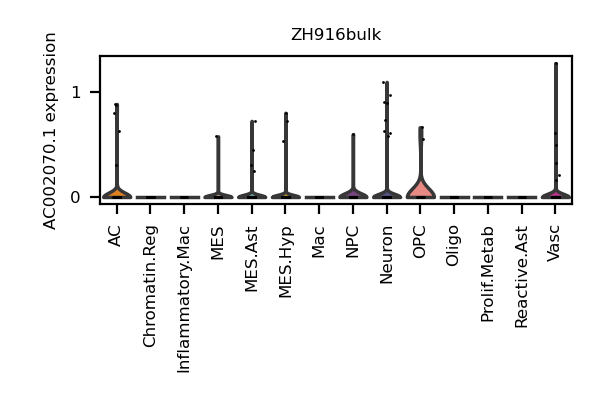 ZH916bulk
AC002070.1 expression
1
0
AC
Chromatin.Reg
Inflammatory.Mac
MES
MES.Ast
MES.Hyp
Mac
NPC
Neuron
OPC
Oligo
Prolif.Metab
Reactive.Ast
Vasc